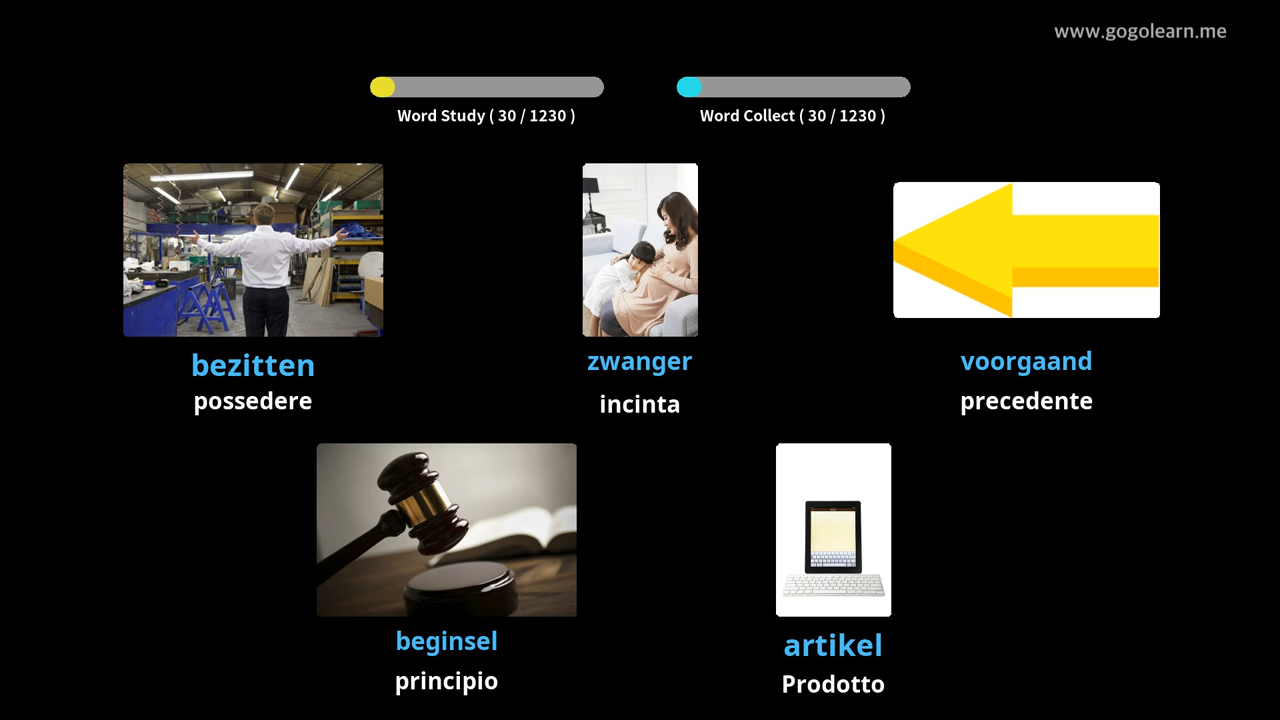 www.gogolearn.me
Word Study ( 30 / 1230 )
Word Collect ( 30 / 1230 )
bezitten
possedere
zwanger
incinta
voorgaand
precedente
beginsel
principio
artikel
Prodotto